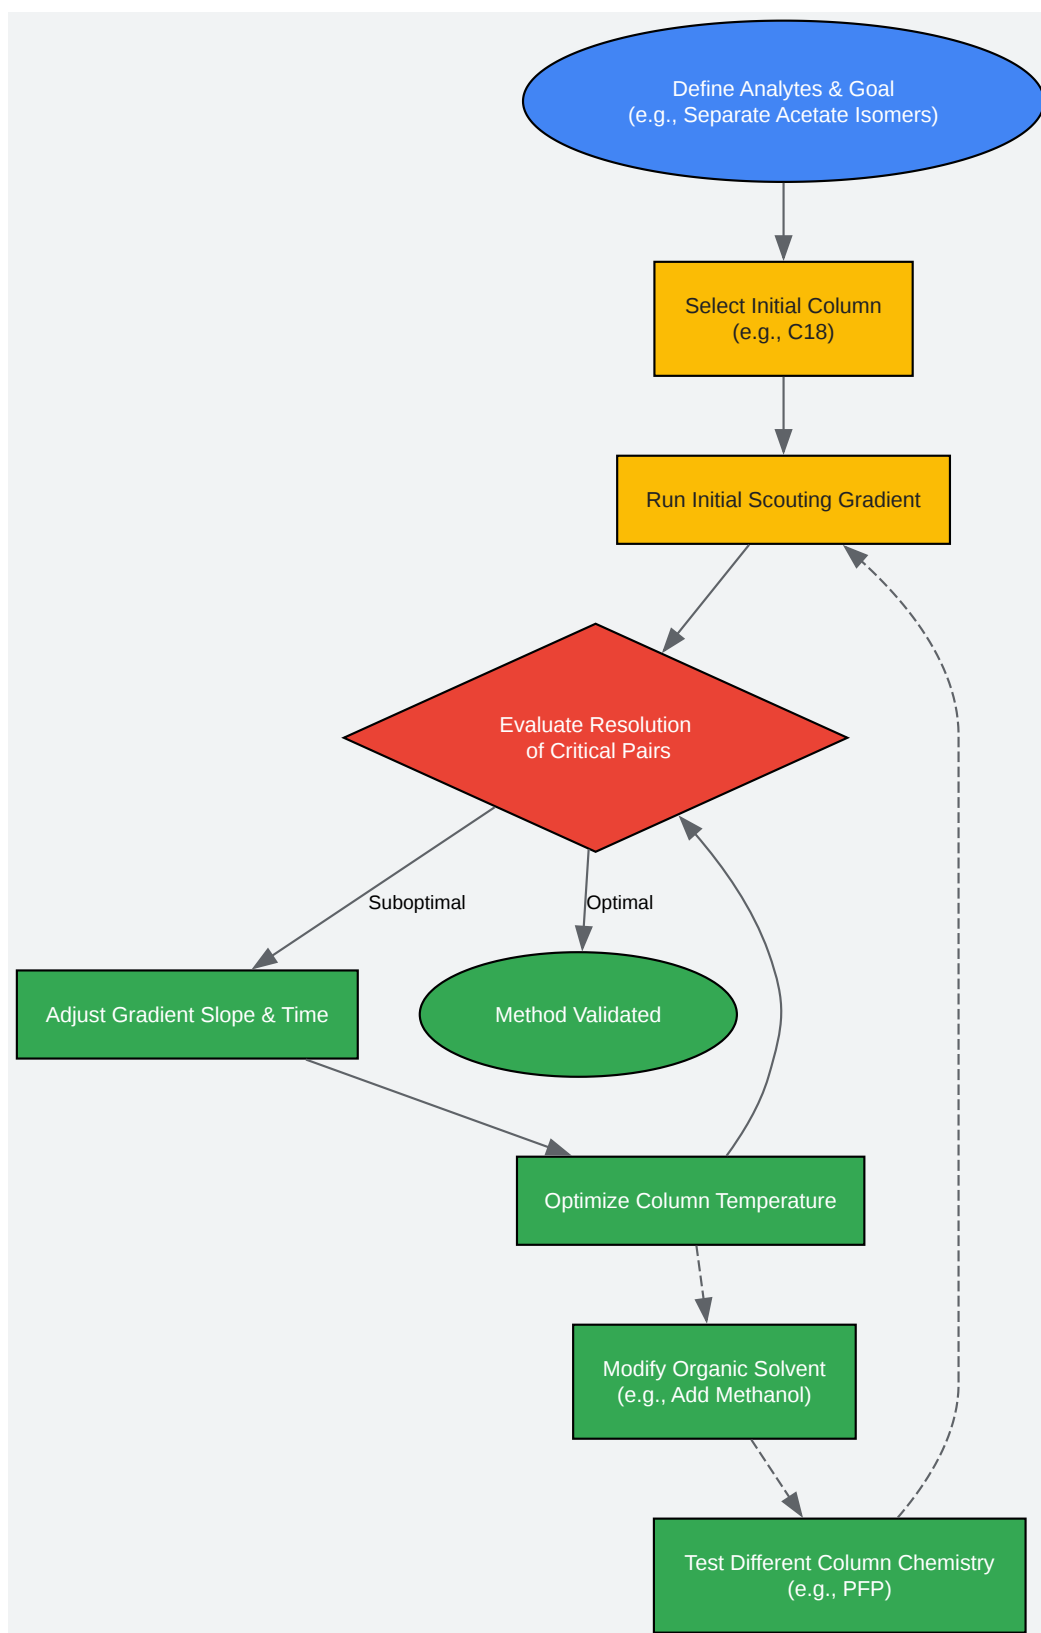 Define Analytes & Goal
(e.g., Separate Acetate Isomers)
Select Initial Column
(e.g., C18)
Run Initial Scouting Gradient
Evaluate Resolution
of Critical Pairs
Suboptimal
Optimal
Adjust Gradient Slope & Time
Method Validated
Optimize Column Temperature
Modify Organic Solvent
(e.g., Add Methanol)
Test Different Column Chemistry
(e.g., PFP)